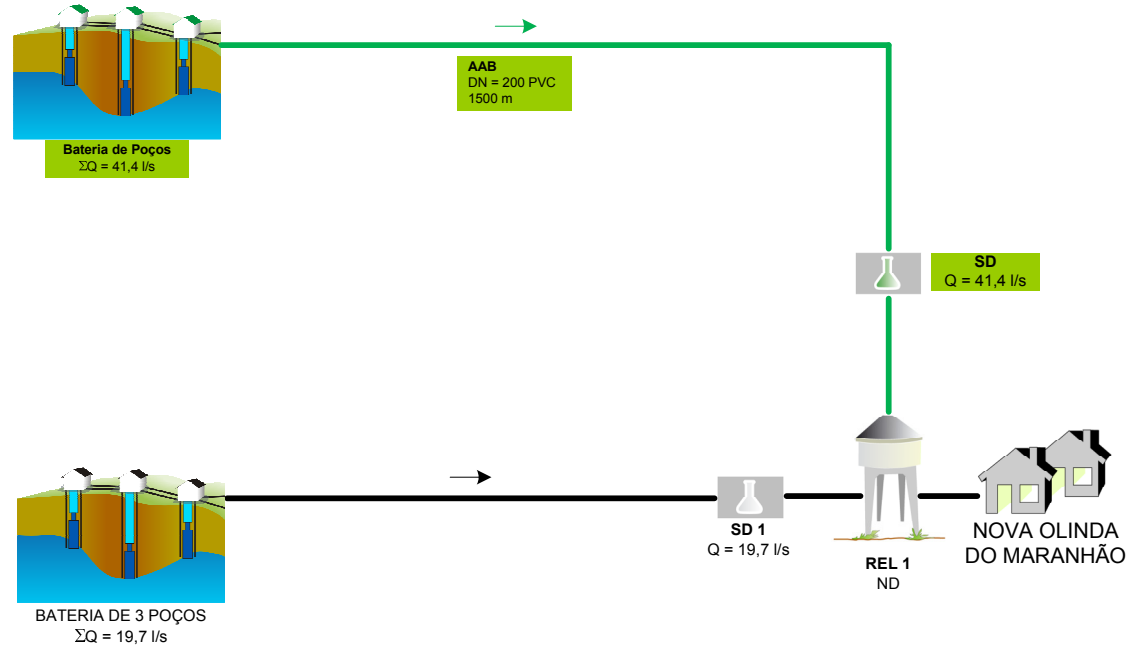 AAB
DN = 200 PVC
1500 m
Bateria de Poços
ΣQ = 41,4 l/s
SD
Q = 41,4 l/s
SD 1
Q = 19,7 l/s
REL 1
ND
NOVA OLINDA
DO MARANHÃO
BATERIA DE 3 POÇOS
ΣQ = 19,7 l/s